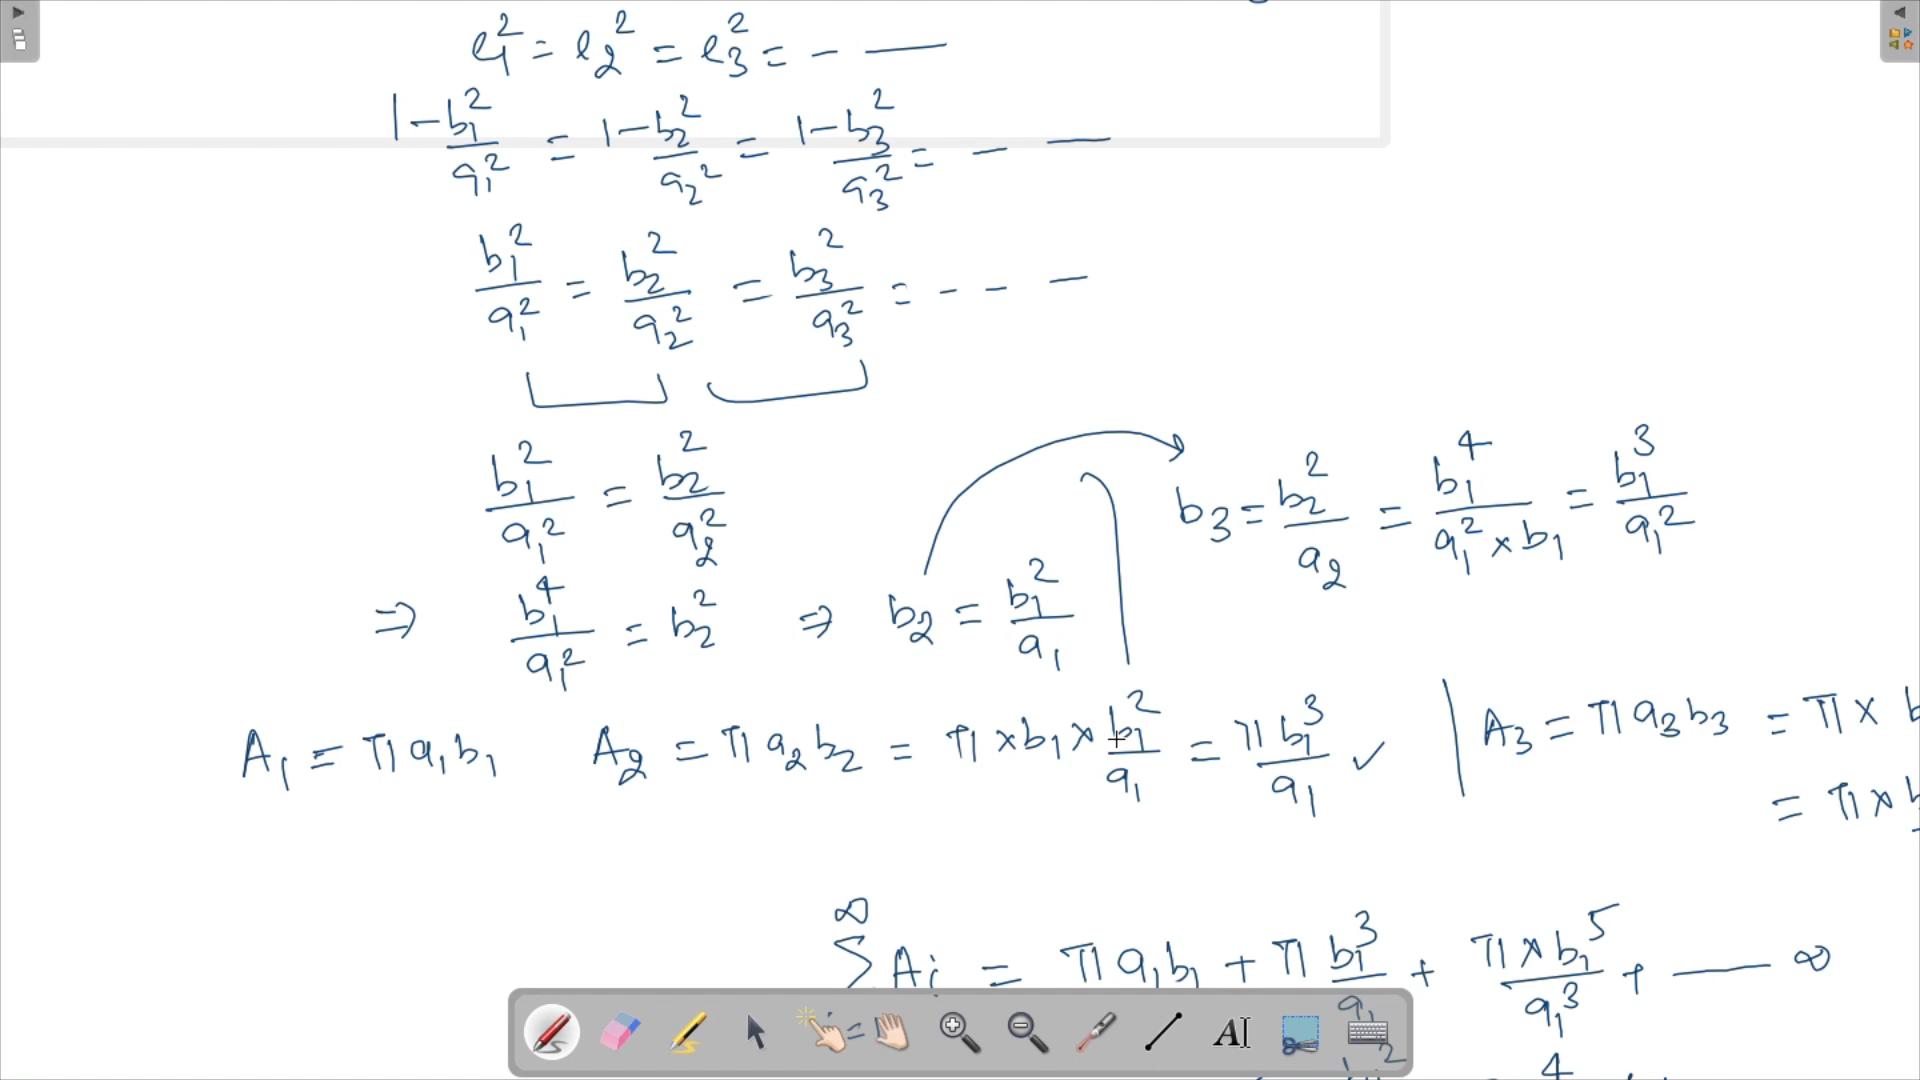 e₁² = e₂² = e₃² = - —
1 - b₁²/a₁² = 1 - b₂²/a₂² = 1 - b₃²/a₃² = - —
b₁²/a₁² = b₂²/a₂² = b₃²/a₃² = - - —
b₁²/a₁² = b₂²/a₂²
b₃ = b₂²/a₂ = b₁⁴/(a₁² × b₁) = b₁³/a₁²
⇒ b₁⁴/a₁² = b₂² ⇒ b₂ = b₁²/a₁
A₁ = π a₁ b₁ A₂ = π a₂ b₂ = π × b₁ × b₁²/a₁ = π b₁³/a₁ ✓ | A₃ = π a₃ b₃ = π ×
= π ×
∞
Σ Ai = π a₁ b₁ + π b₁³/a₁ + π × b₁⁵/a₁³ + — ∞
AI